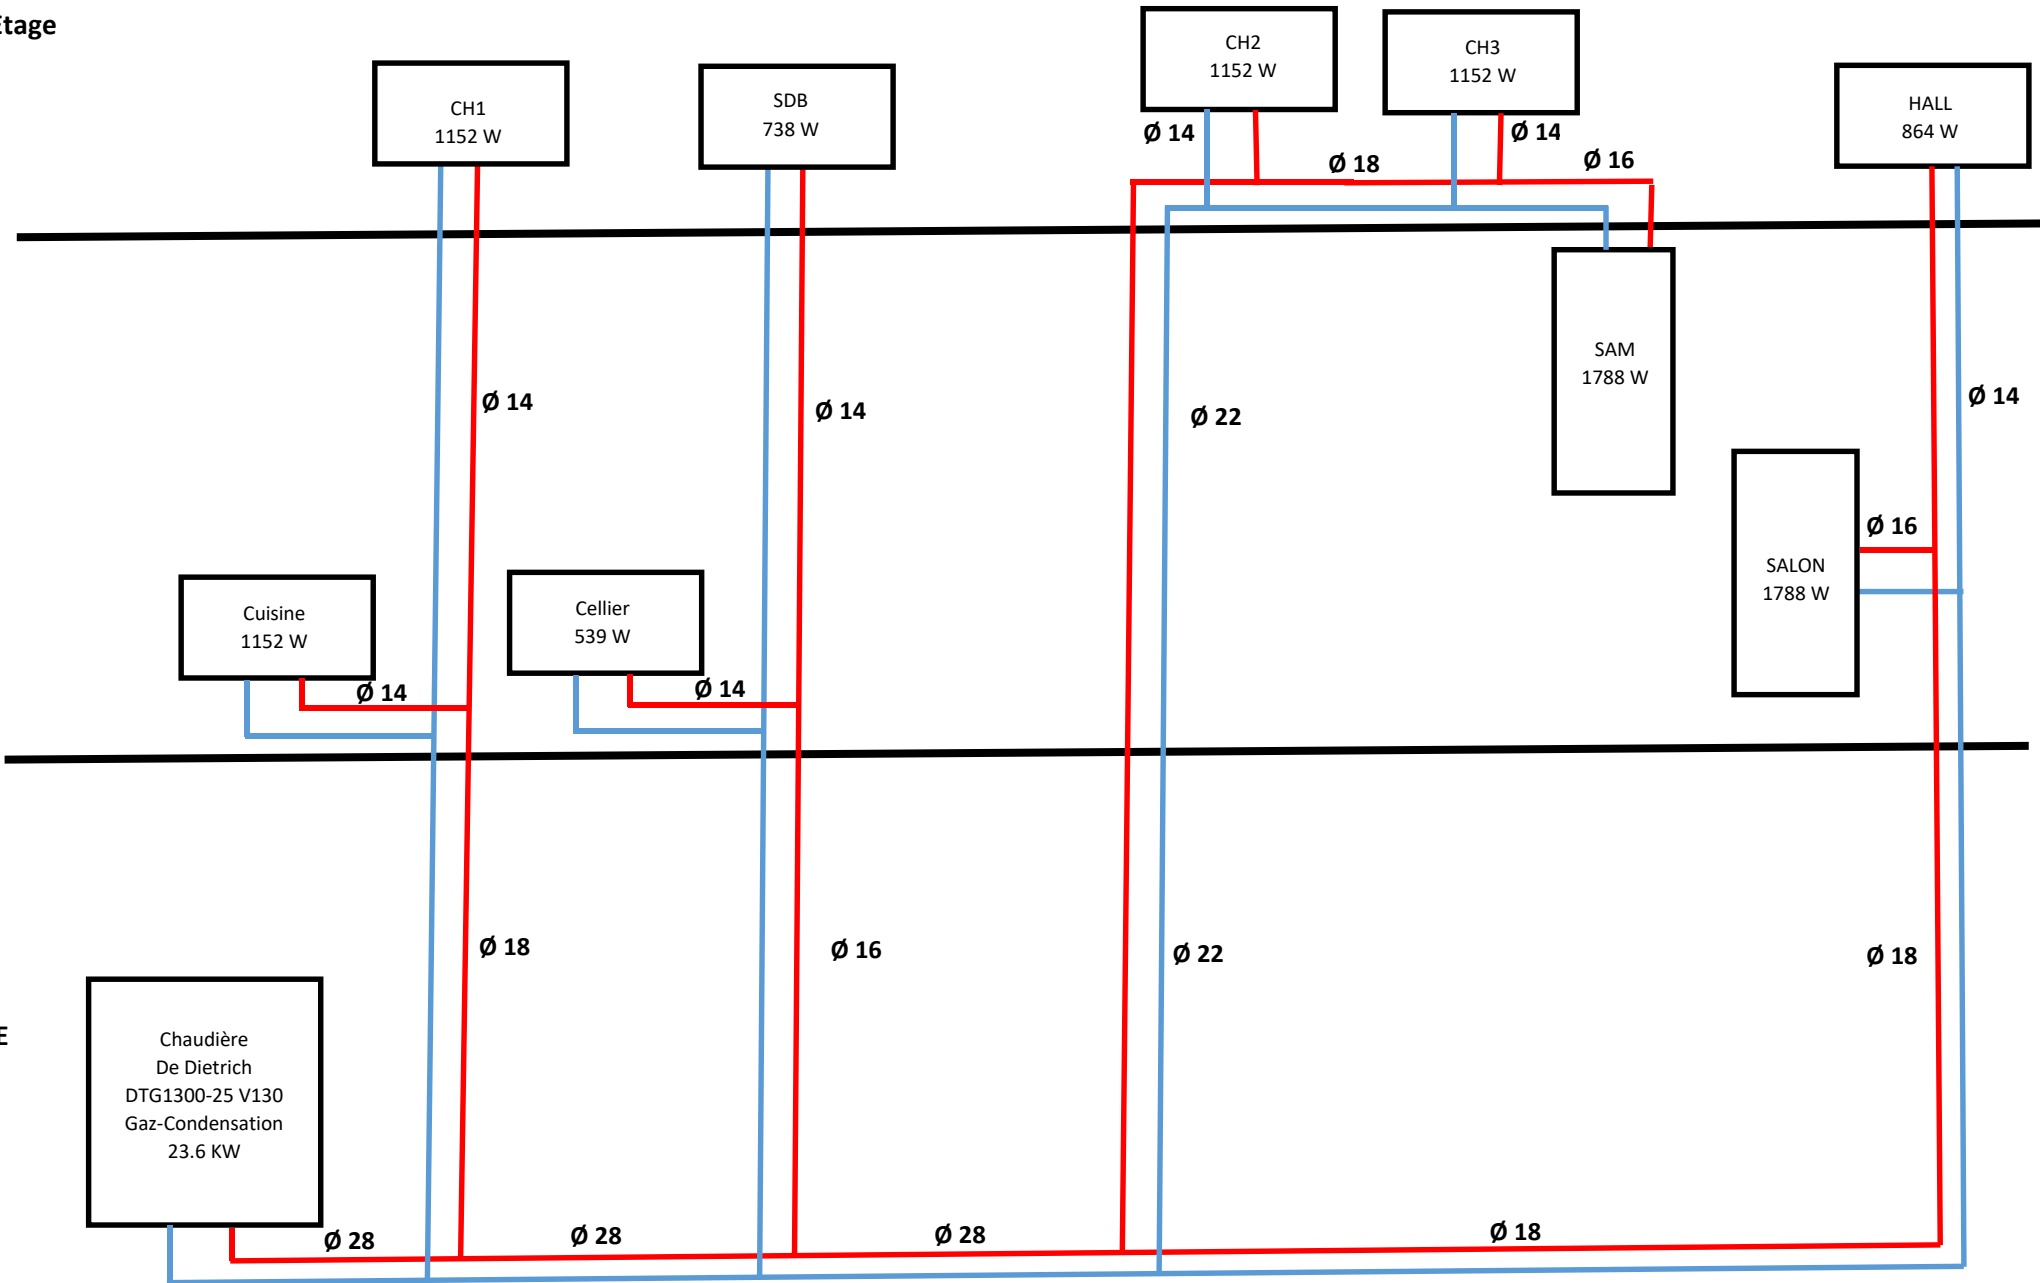 Etage
CH1
1152 W
SDB
738 W
CH2
1152 W
CH3
1152 W
HALL
864 W
Ø 14
Ø 14
Ø 18
Ø 16
Ø 14
Ø 14
Ø 22
SAM
1788 W
Ø 14
Ø 16
SALON
1788 W
Cuisine
1152 W
Cellier
539 W
Ø 14
Ø 14
Ø 18
Ø 16
Ø 22
Ø 18
E
Chaudière
De Dietrich
DTG1300-25 V130
Gaz-Condensation
23.6 KW
Ø 28
Ø 28
Ø 28
Ø 18